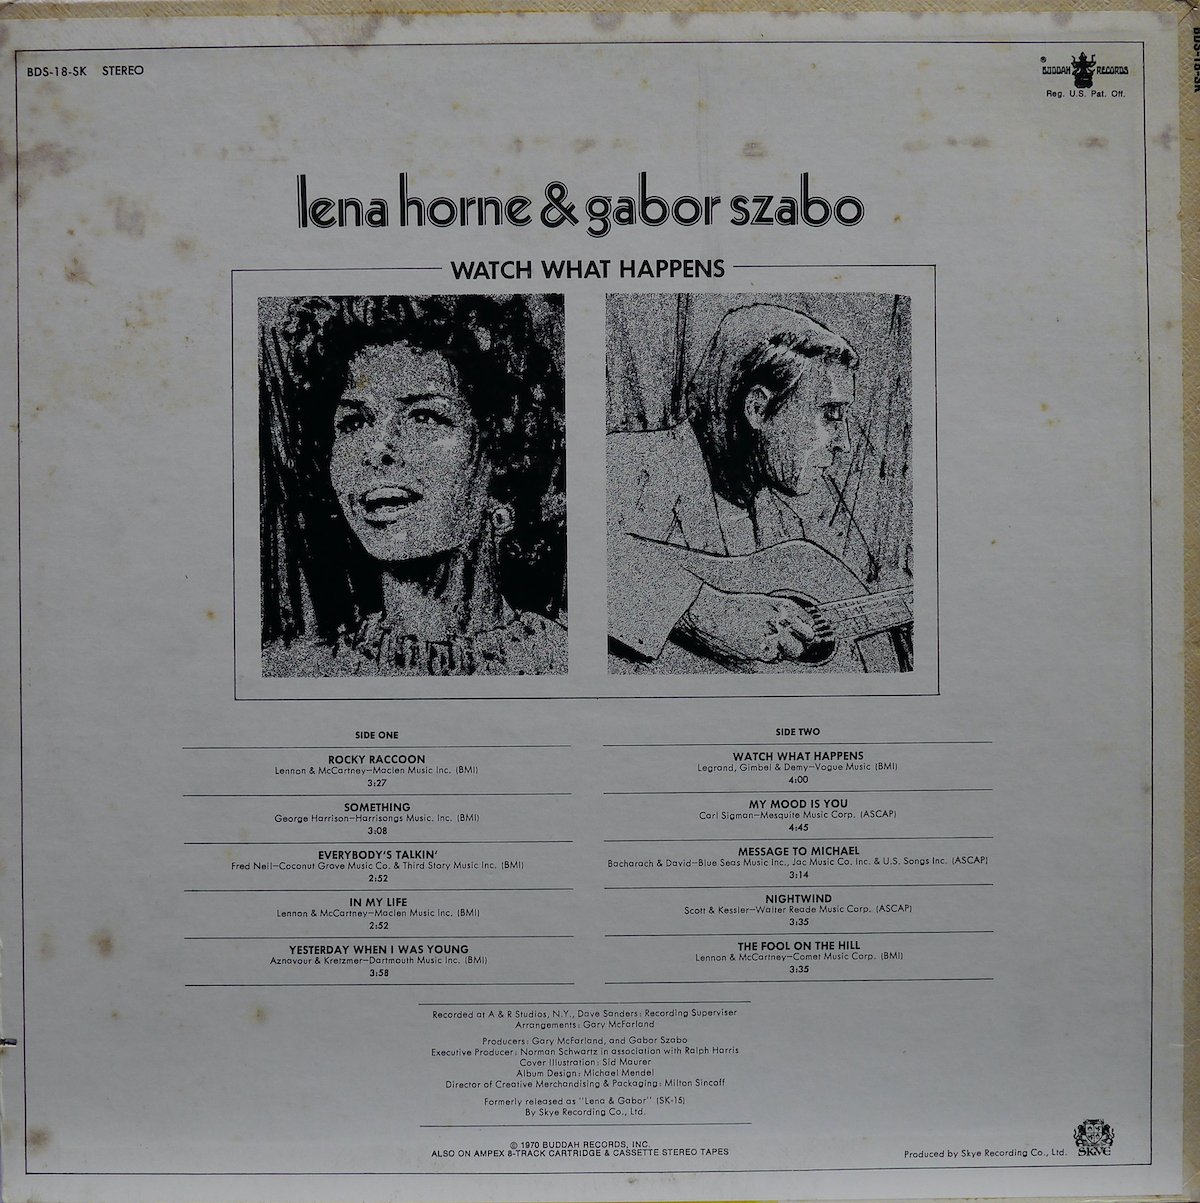 BDS-18-SK STEREO
® BUDDAH RECORDS
Reg. U.S. Pat. Off.
BDS-18-SK
lena horne & gabor szabo
WATCH WHAT HAPPENS
SIDE ONE
ROCKY RACCOON
Lennon & McCartney–Maclen Music Inc. (BMI)
3:27
SOMETHING
George Harrison–Harrisongs Music. Inc. (BMI)
3:08
EVERYBODY'S TALKIN'
Fred Neil–Coconut Grove Music Co. & Third Story Music Inc. (BMI)
2:52
IN MY LIFE
Lennon & McCartney–Maclen Music Inc. (BMI)
2:52
YESTERDAY WHEN I WAS YOUNG
Aznavour & Kretzmer–Dartmouth Music Inc. (BMI)
3:58
SIDE TWO
WATCH WHAT HAPPENS
Legrand, Gimbel & Demy–Vogue Music (BMI)
4:00
MY MOOD IS YOU
Carl Sigman–Mesquite Music Corp. (ASCAP)
4:45
MESSAGE TO MICHAEL
Bacharach & David–Blue Seas Music Inc., Jac Music Co. Inc. & U.S. Songs Inc. (ASCAP)
3:14
NIGHTWIND
Scott & Kessler–Walter Reade Music Corp. (ASCAP)
3:35
THE FOOL ON THE HILL
Lennon & McCartney–Comet Music Corp. (BMI)
3:35
Recorded at A & R Studios, N.Y., Dave Sanders: Recording Superviser
Arrangements: Gary McFarland
Producers: Gary McFarland, and Gabor Szabo
Executive Producer: Norman Schwartz in association with Ralph Harris
Cover Illustration: Sid Maurer
Album Design: Michael Mendel
Director of Creative Merchandising & Packaging: Milton Sincoff
Formerly released as "Lena & Gabor" (SK-15)
By Skye Recording Co., Ltd.
© 1970 BUDDAH RECORDS, INC.
ALSO ON AMPEX 8-TRACK CARTRIDGE & CASSETTE STEREO TAPES
Produced by Skye Recording Co., Ltd.
SKYE